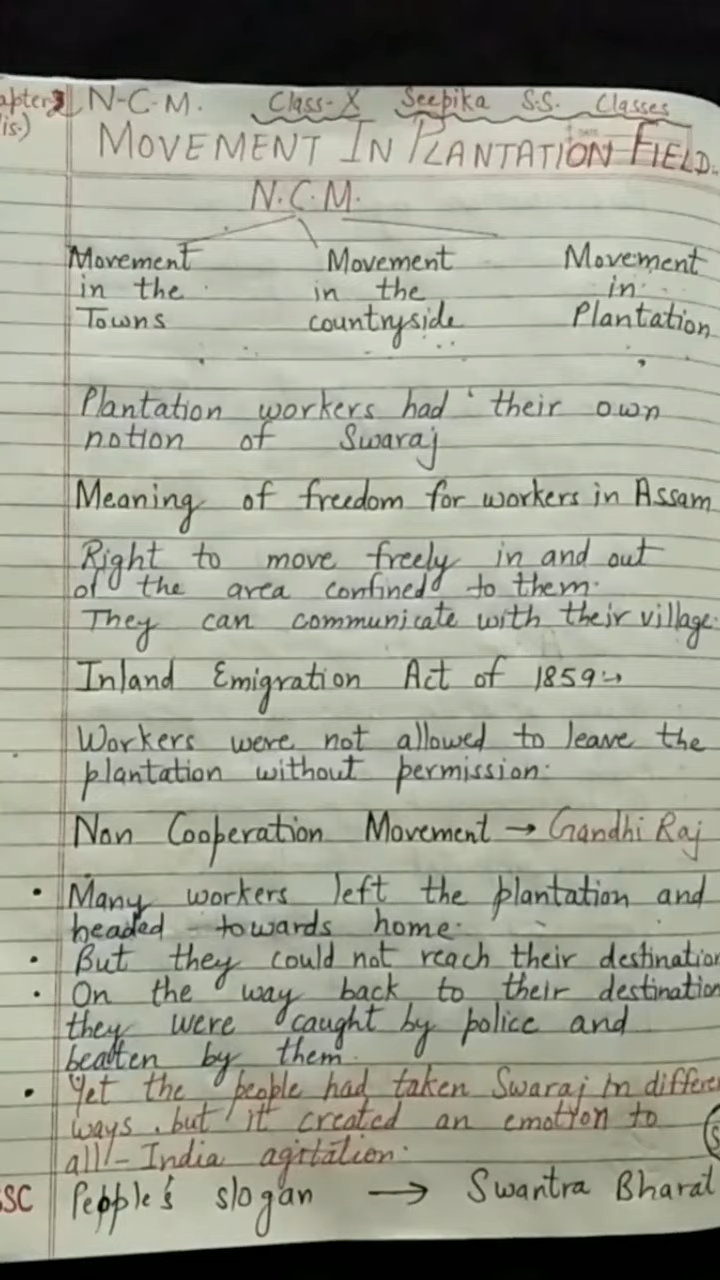 apter 3 N-C-M. Class-X Seepika S.S. Classes
is.)
MOVEMENT IN PLANTATION FIELD.
N.C.M.
Movement Movement Movement
in the in the in
Towns countryside Plantation
Plantation workers had their own
notion of Swaraj
Meaning of freedom for workers in Assam
Right to move freely in and out
of the area confined to them.
They can communicate with their village.
Inland Emigration Act of 1859→
Workers were not allowed to leave the
plantation without permission.
Non Cooperation Movement → Gandhi Raj
• Many workers left the plantation and
headed towards home.
• But they could not reach their destination
• On the way back to their destination
they were caught by police and
beatten by them.
• Yet the people had taken Swaraj in differe
ways, but it created an emotion to
all-India agitation.
SSC People's slogan → Swantra Bharat